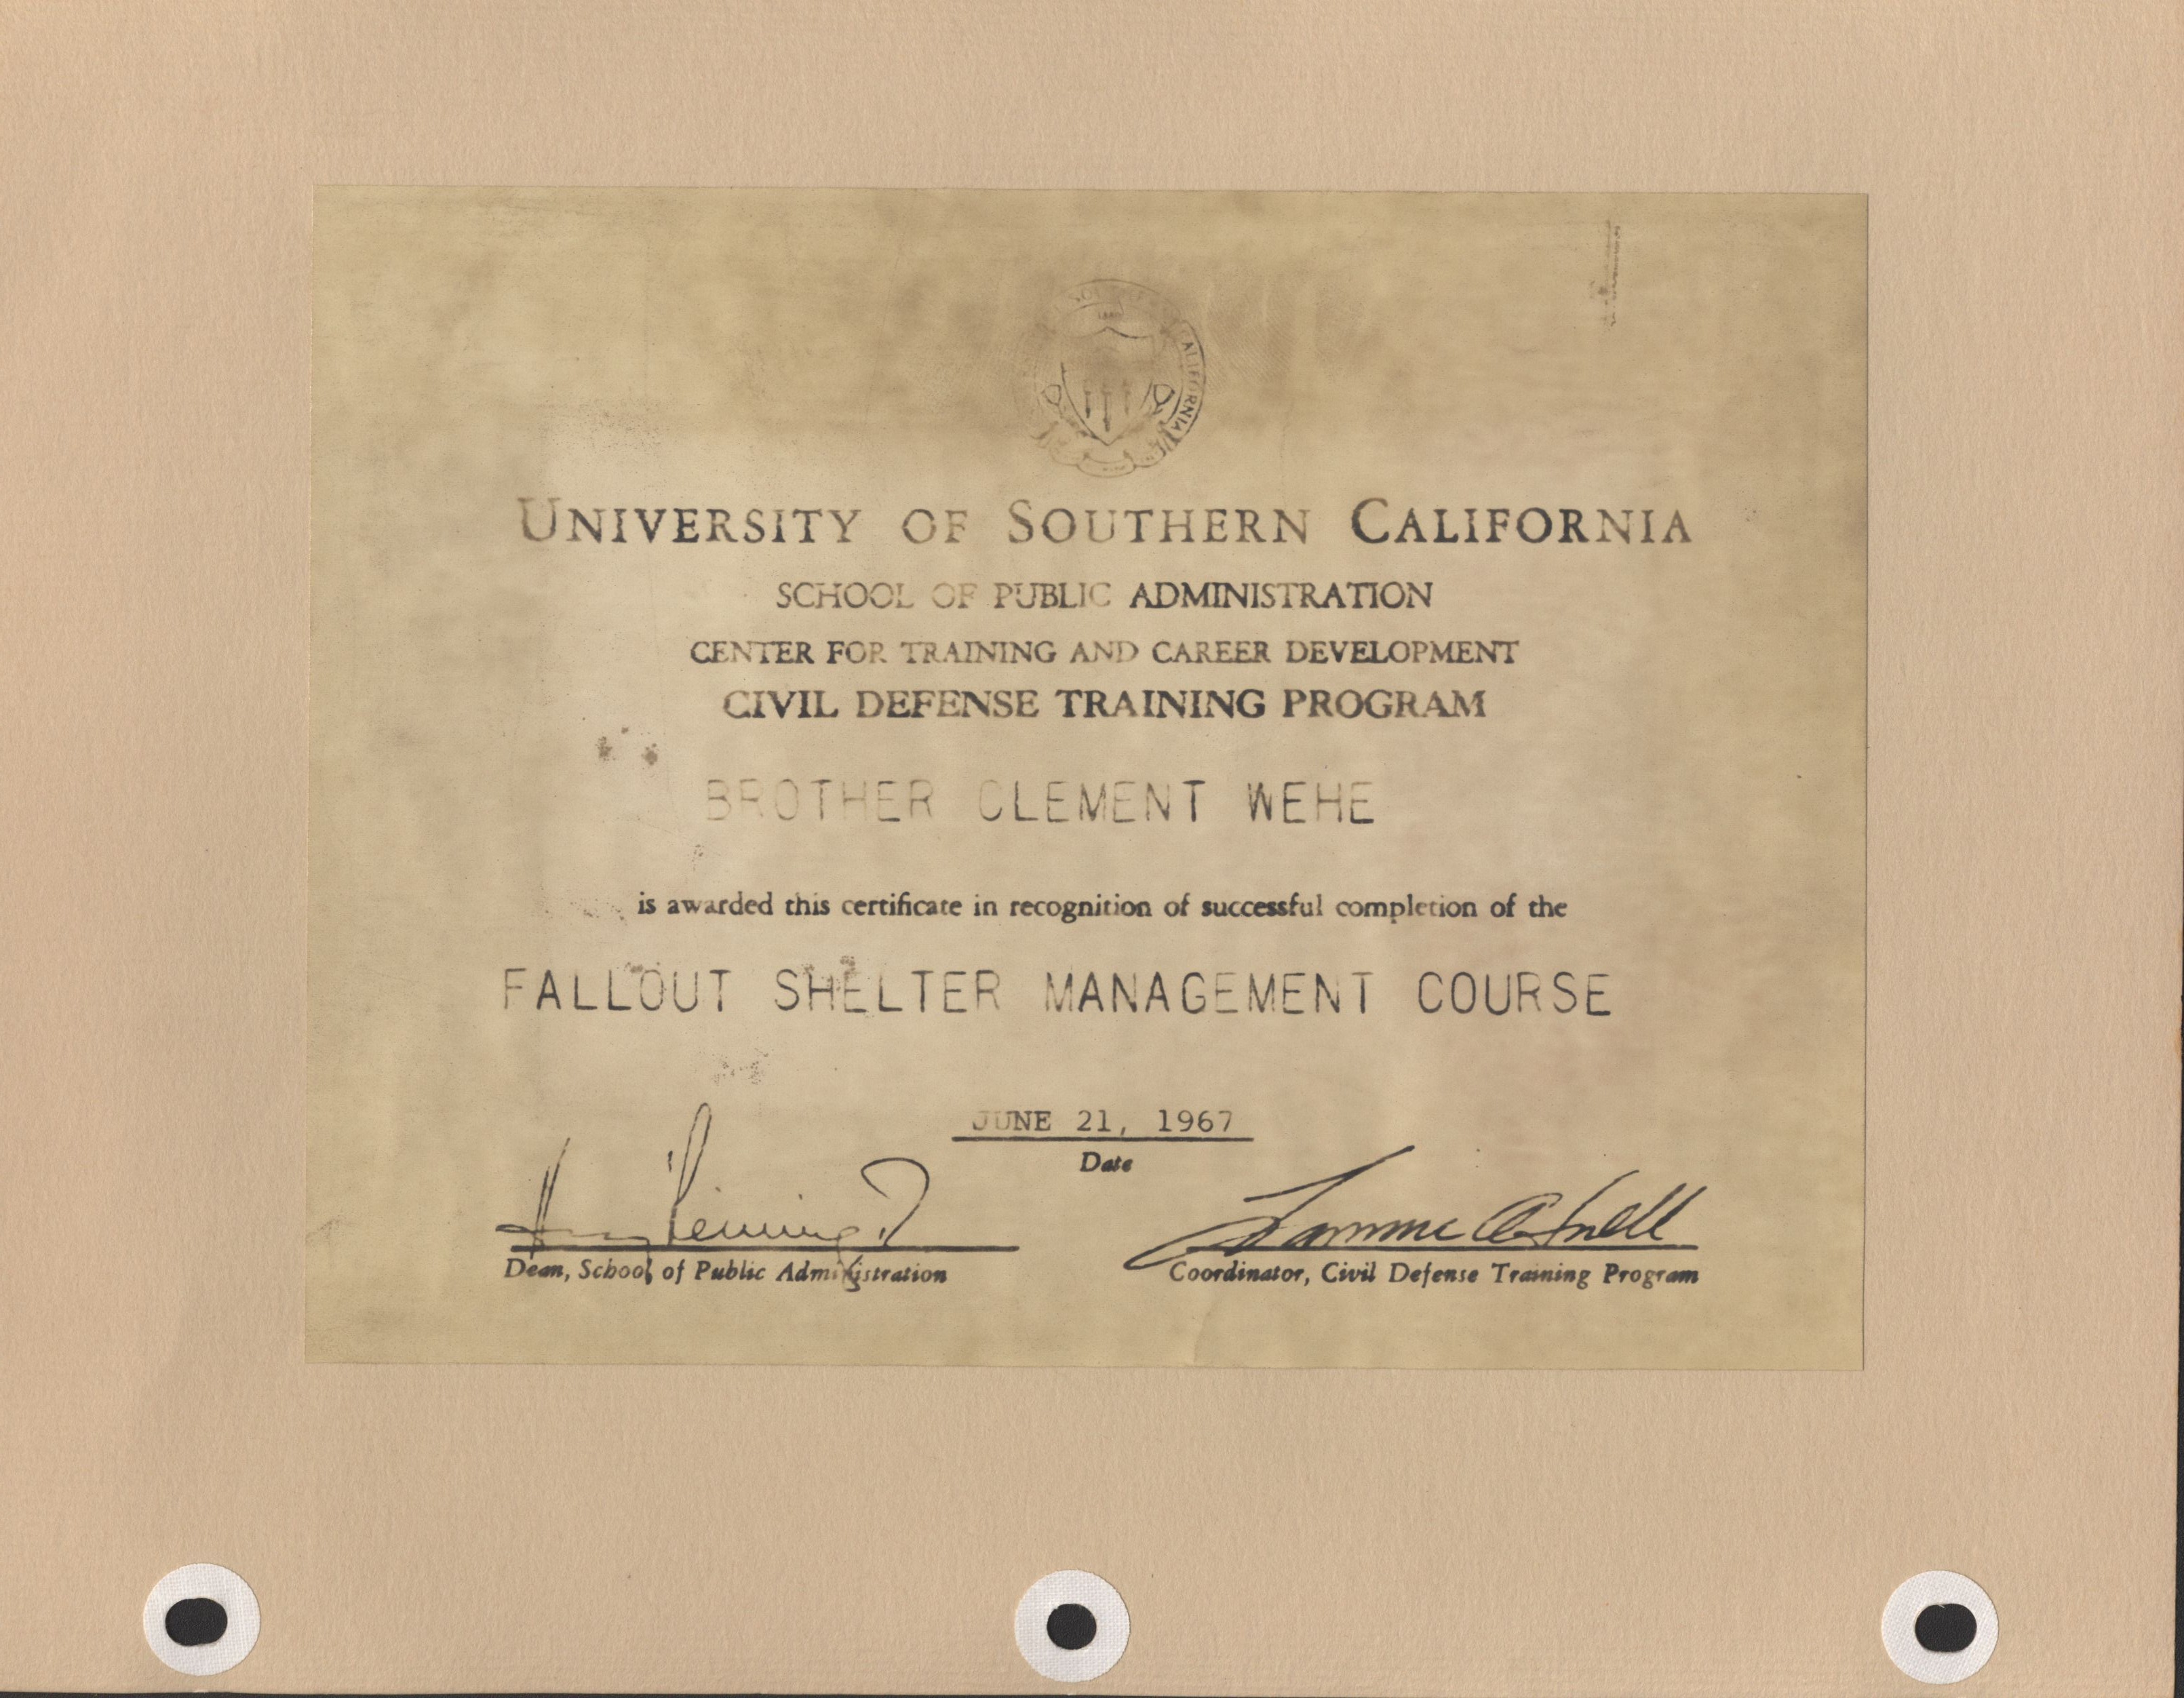 CALIFORNIA
UNIVERSITY OF SOUTHERN CALIFORNIA
SCHOOL OF PUBLIC ADMINISTRATION
CENTER FOR TRAINING AND CAREER DEVELOPMENT
CIVIL DEFENSE TRAINING PROGRAM
BROTHER CLEMENT WEHE
is awarded this certificate in recognition of successful completion of the
FALLOUT SHELTER MANAGEMENT COURSE
JUNE 21, 1967
Date
Dean, School of Public Administration
Coordinator, Civil Defense Training Program